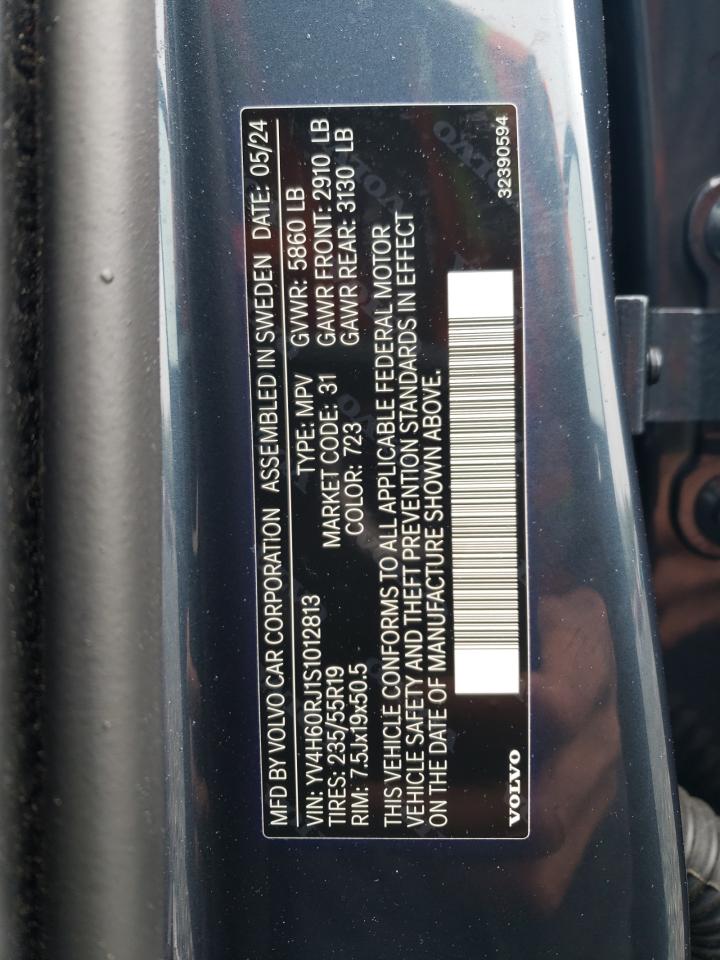 MFD BY VOLVO CAR CORPORATION ASSEMBLED IN SWEDEN DATE: 05/24
VIN: YV4H60RJ1S1012813 TYPE: MPV GVWR: 5860 LB
TIRES: 235/55R19 MARKET CODE: 31 GAWR FRONT: 2910 LB
RIM: 7.5Jx19x50.5 COLOR: 723 GAWR REAR: 3130 LB
THIS VEHICLE CONFORMS TO ALL APPLICABLE FEDERAL MOTOR
VEHICLE SAFETY AND THEFT PREVENTION STANDARDS IN EFFECT
ON THE DATE OF MANUFACTURE SHOWN ABOVE.
VOLVO 32390594